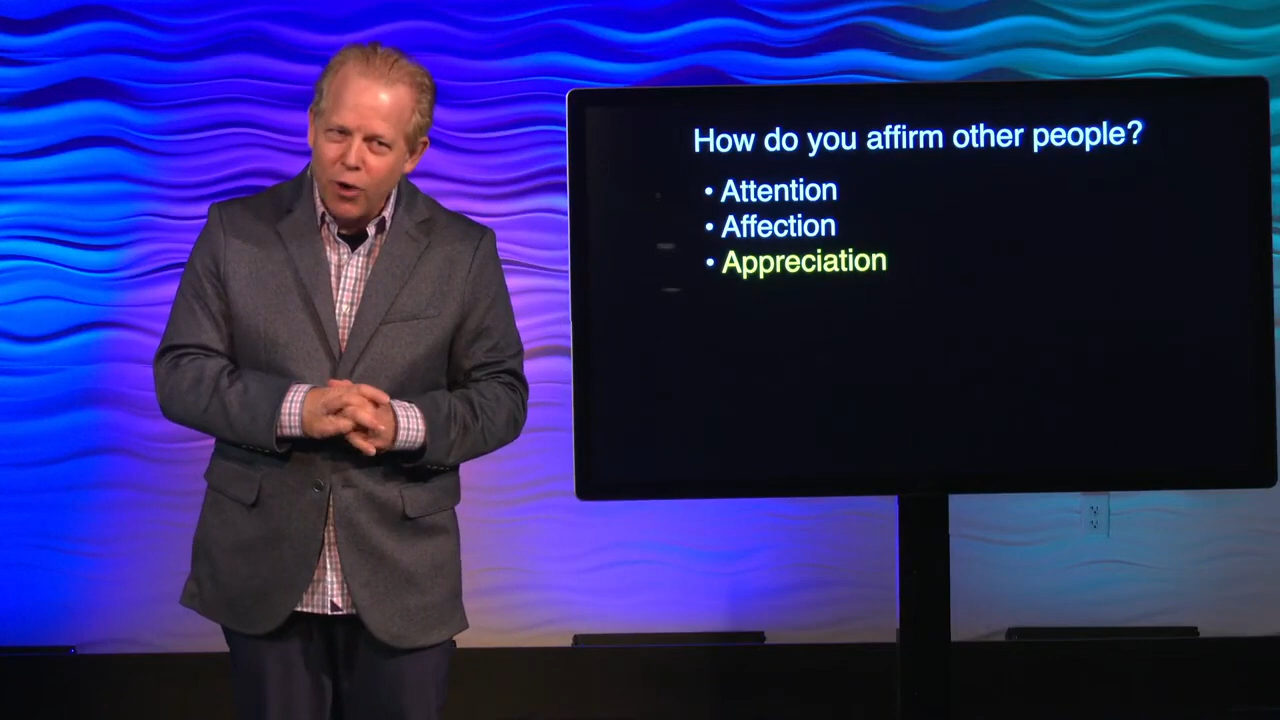 How do you affirm other people?
• Attention
• Affection
• Appreciation